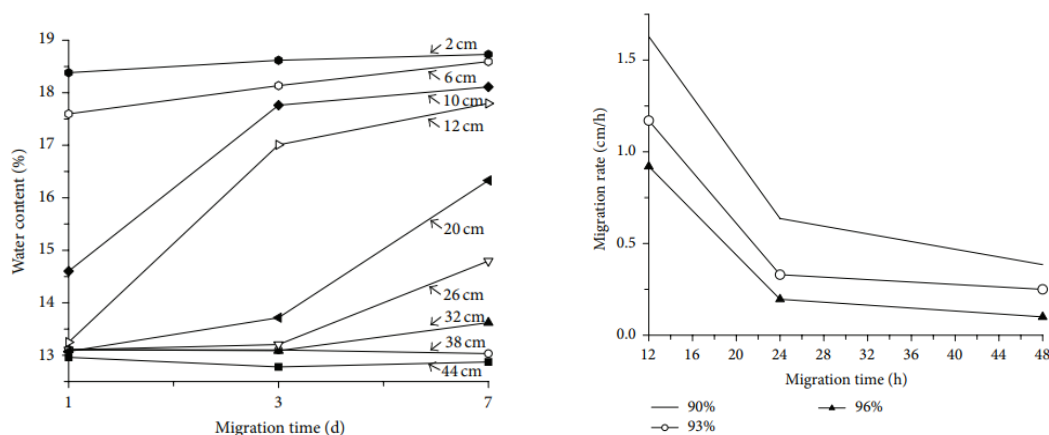 19
18
17
16
15
14
13
Water content (%)
2 cm
6 cm
10 cm
12 cm
20 cm
26 cm
32 cm
38 cm
44 cm
1 3 7
Migration time (d)
1.5
1.0
0.5
0.0
Migration rate (cm/h)
12 16 20 24 28 32 36 40 44 48
Migration time (h)
90% 96%
93%